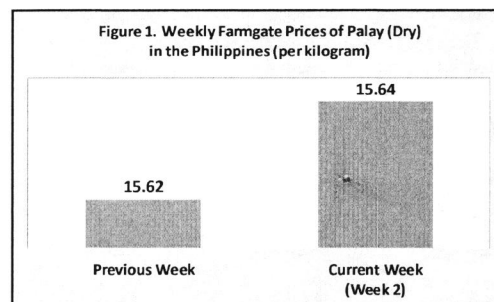 Figure 1. Weekly Farmgate Prices of Palay (Dry)
in the Philippines (per kilogram)
15.64
15.62
Previous Week
Current Week
(Week 2)